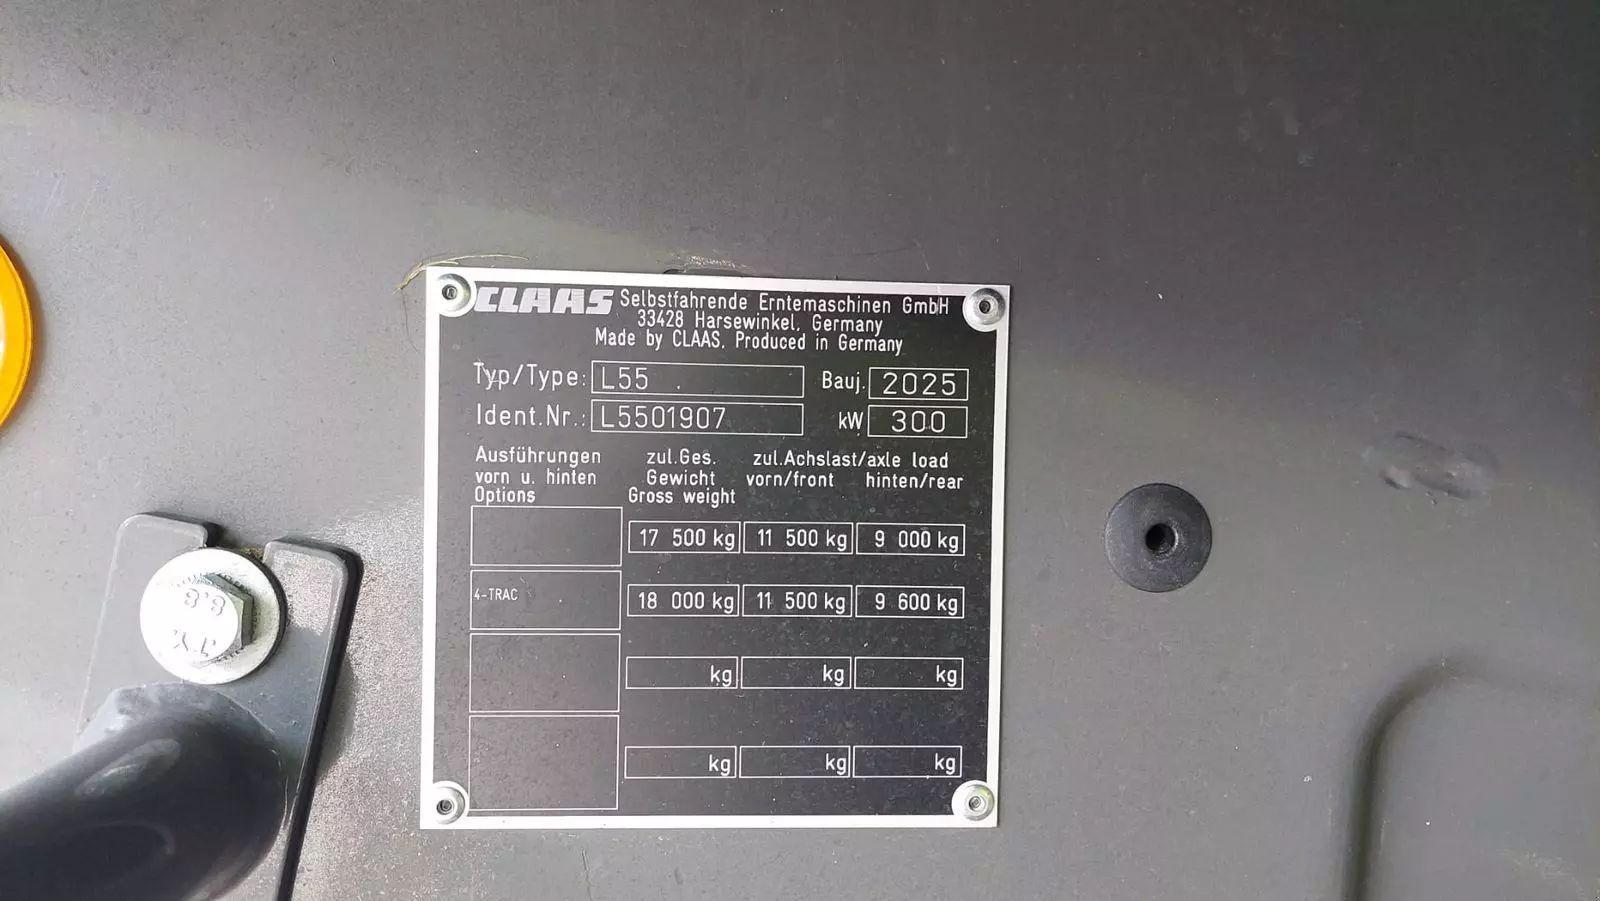 CLAAS Selbstfahrende Erntemaschinen GmbH
33428 Harsewinkel, Germany
Made by CLAAS. Produced in Germany
Typ/Type: L55 Bauj. 2025
Ident.Nr.: L5501907 kW 300
Ausführungen zul.Ges. zul.Achslast/axle load
vorn u. hinten Gewicht vorn/front hinten/rear
Options Gross weight
17 500 kg 11 500 kg 9 000 kg
4-TRAC 18 000 kg 11 500 kg 9 600 kg
kg kg kg
kg kg kg
8.8